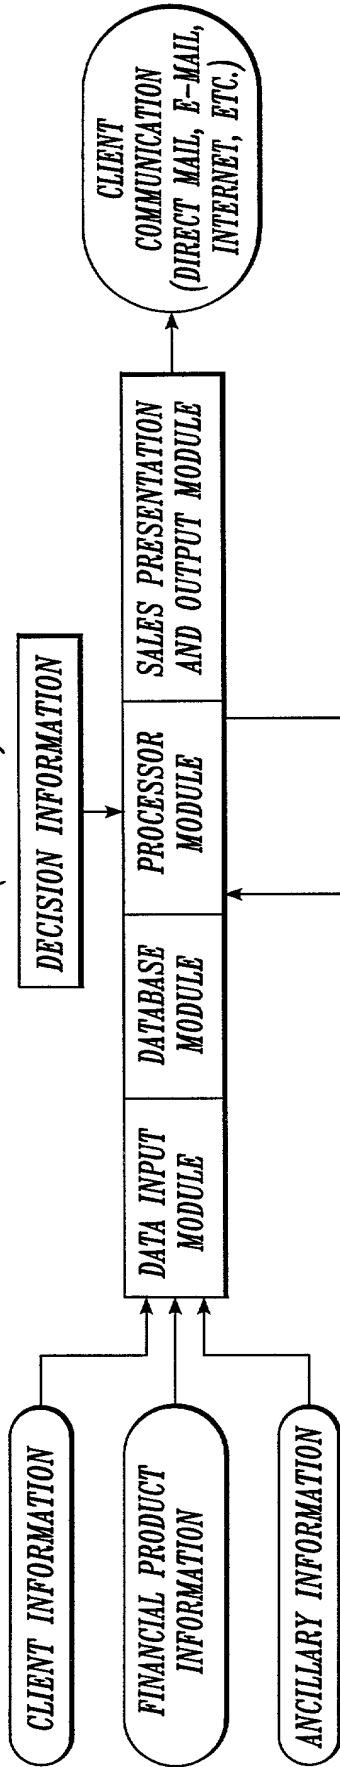 CLIENT INFORMATION
FINANCIAL PRODUCT
INFORMATION
ANCILLARY INFORMATION
DATA INPUT
MODULE
DATABASE
MODULE
DECISION INFORMATION
PROCESSOR
MODULE
SALES PRESENTATION
AND OUTPUT MODULE
CLIENT
COMMUNICATION
(DIRECT MAIL, E-MAIL,
INTERNET, ETC.)